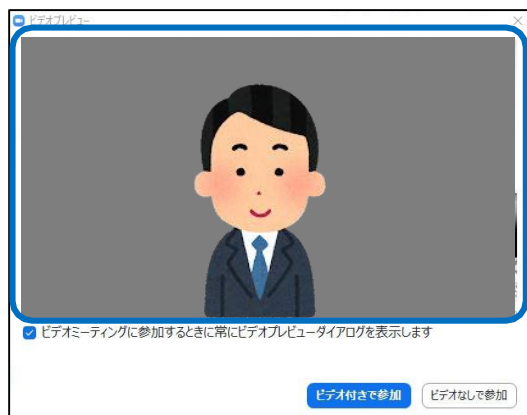 ビデオプレビュー
ビデオミーティングに参加するときに常にビデオプレビューダイアログを表示します
ビデオ付きで参加
ビデオなしで参加